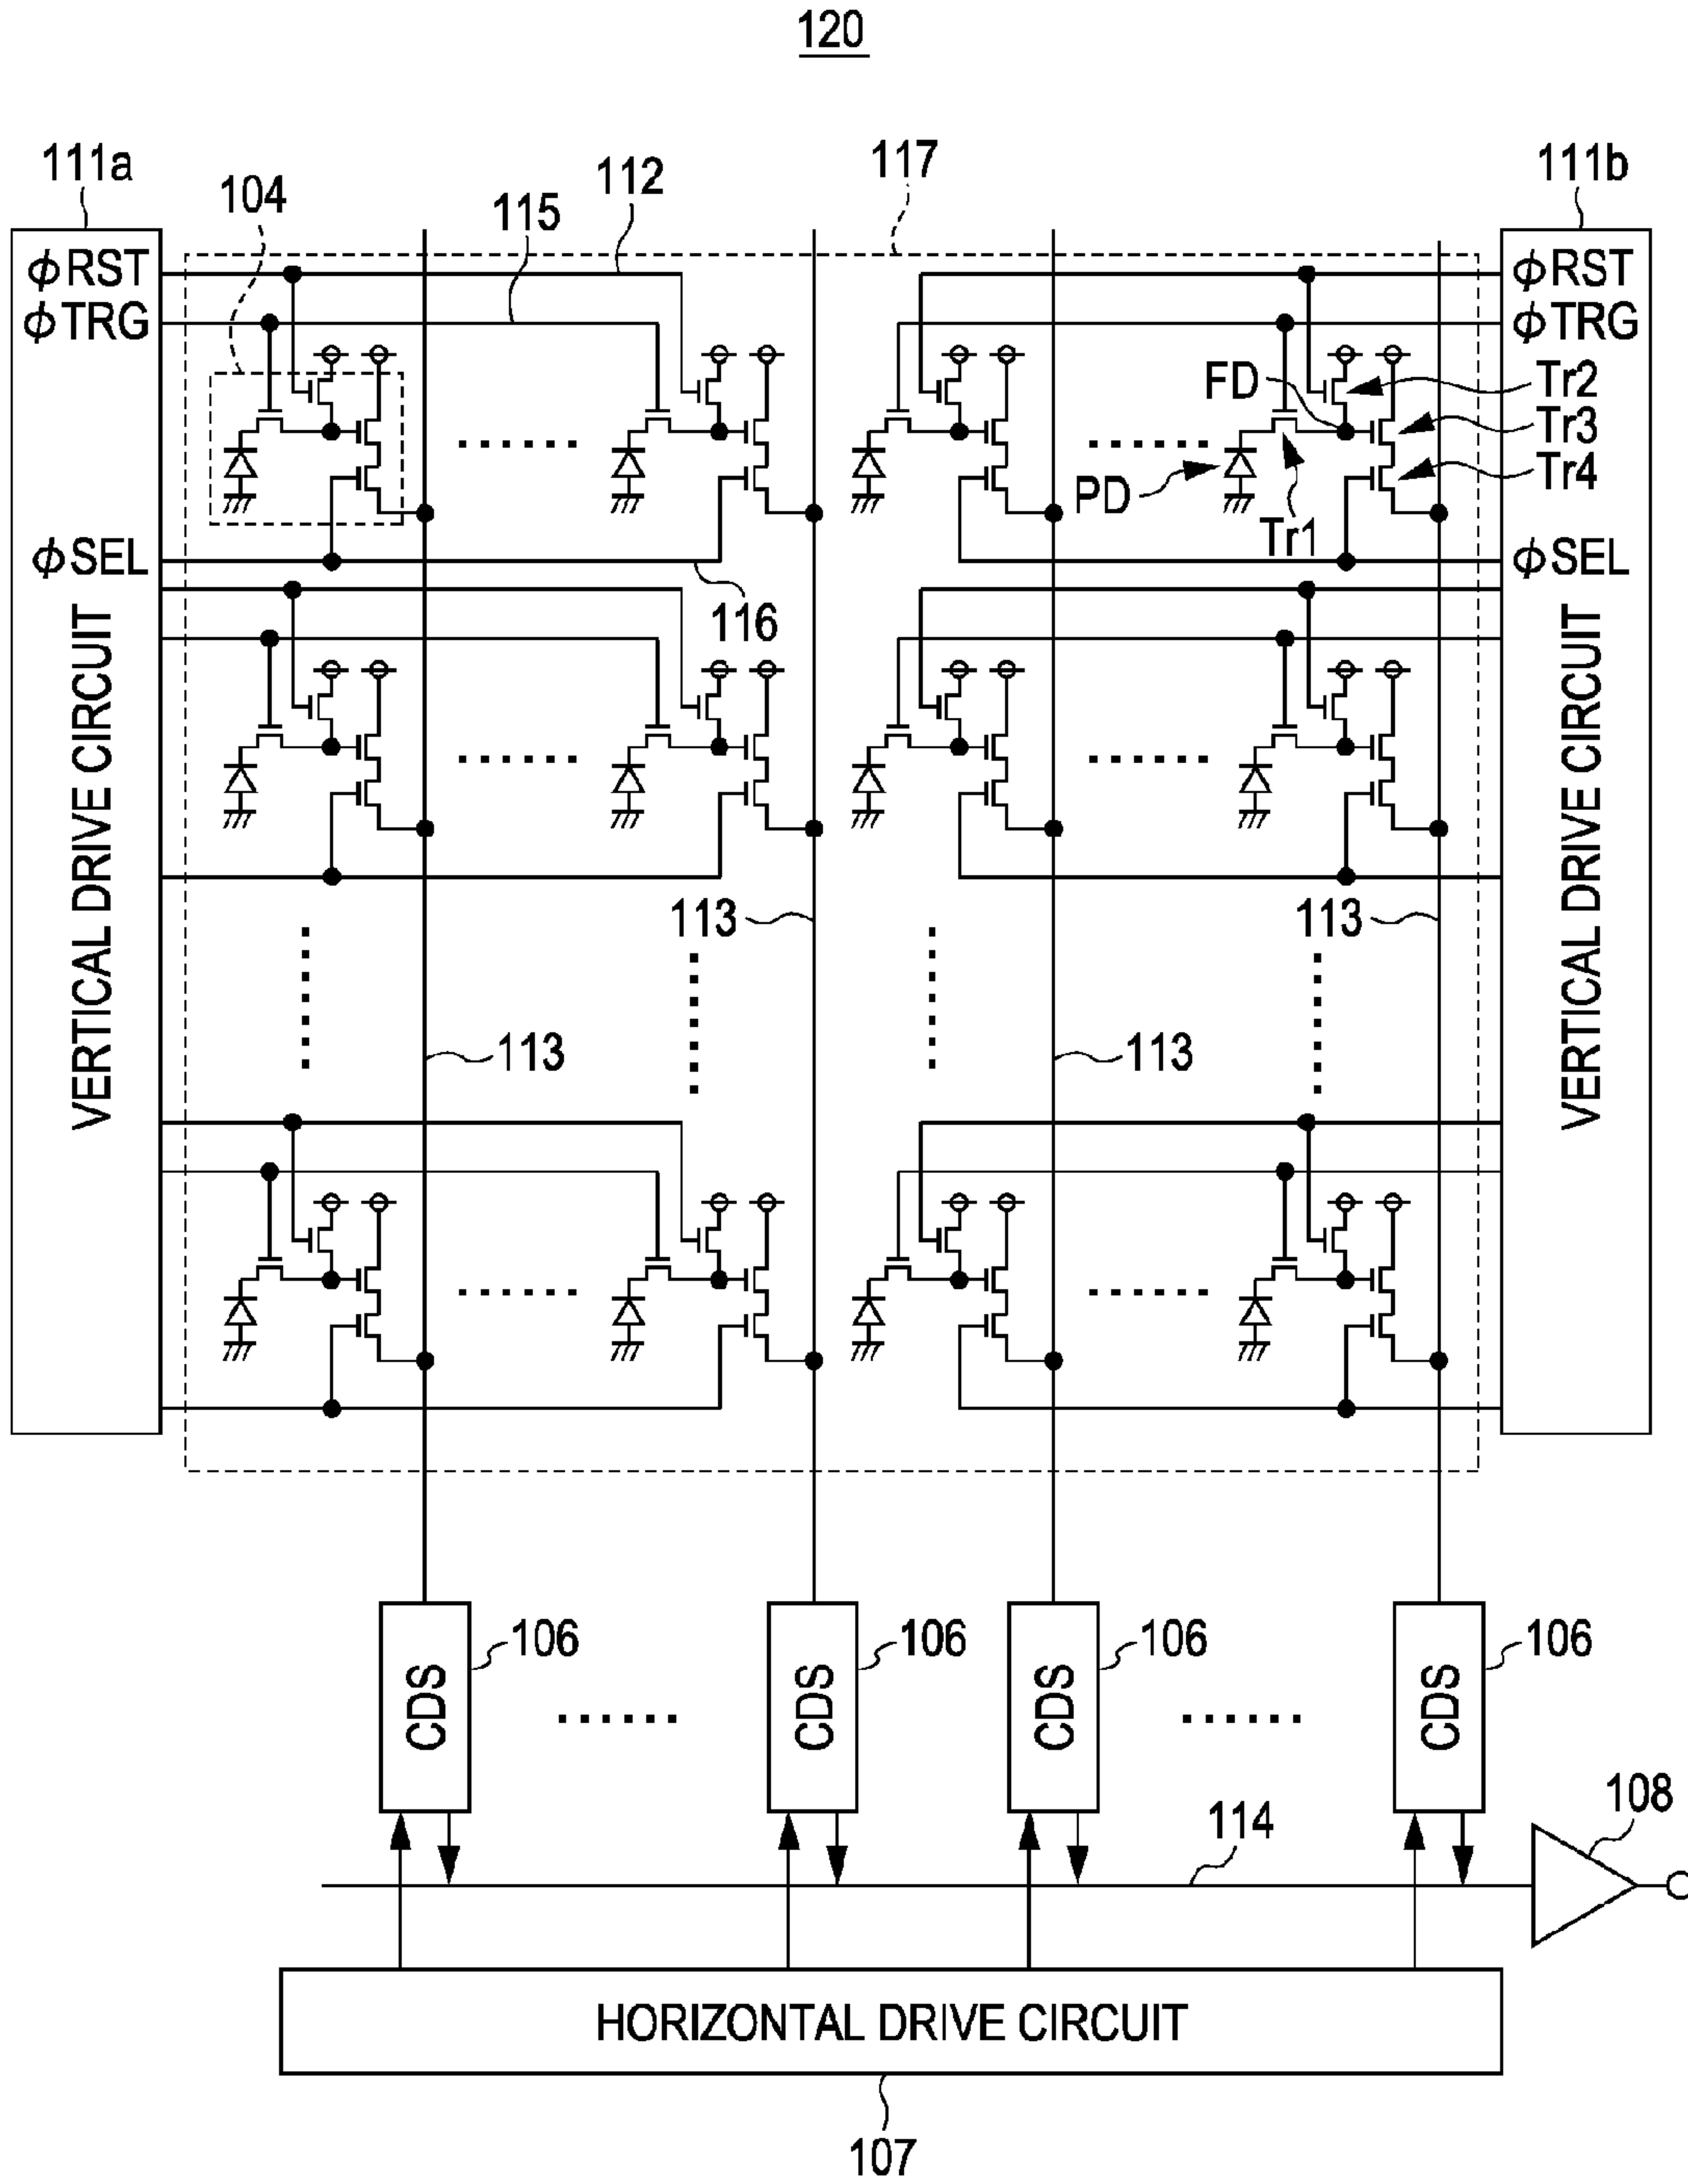 120
111a
104
115
112
117
111b
ϕRST
ϕTRG
ϕSEL
VERTICAL DRIVE CIRCUIT
116
FD
PD
Tr1
ϕRST
ϕTRG
Tr2
Tr3
Tr4
ϕSEL
VERTICAL DRIVE CIRCUIT
113
113
113
113
CDS
106
CDS
106
CDS
106
CDS
106
114
108
HORIZONTAL DRIVE CIRCUIT
107